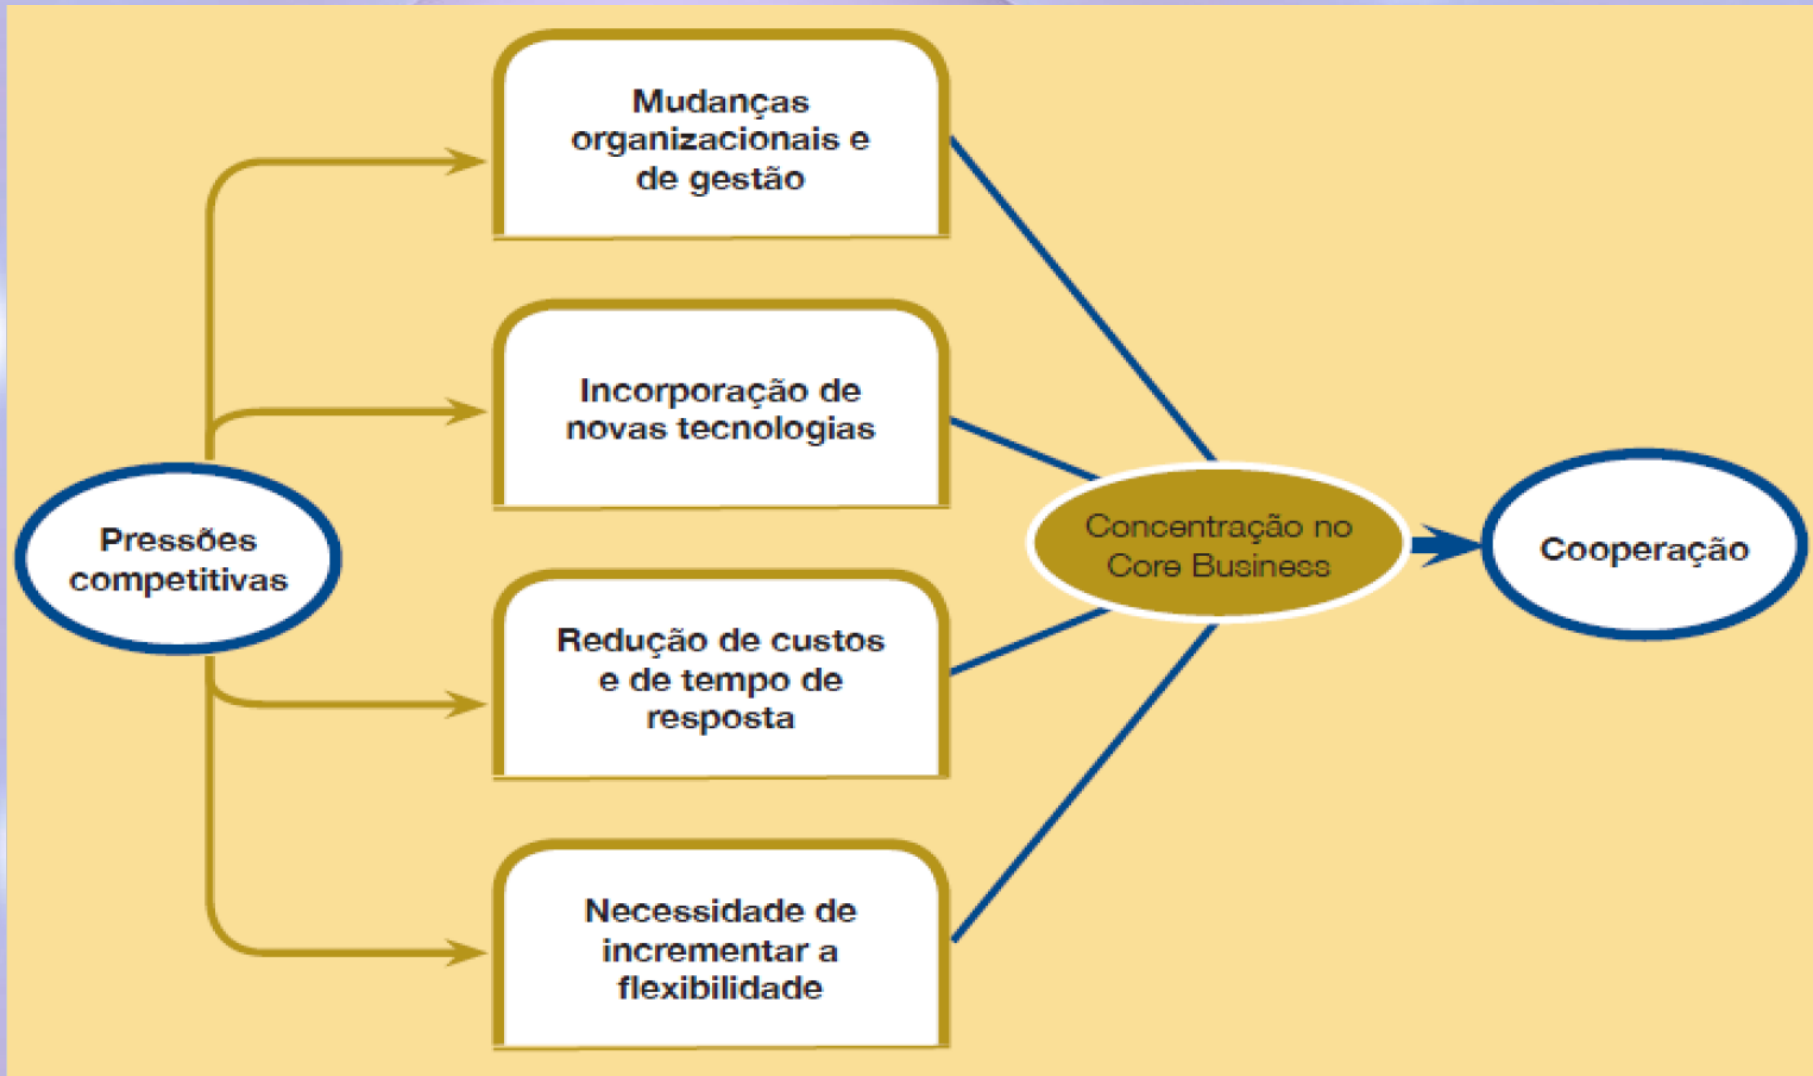 Mudanças
organizacionais e
de gestão
Incorporação de
novas tecnologias
Pressões
competitivas
Concentração no
Core Business
Cooperação
Redução de custos
e de tempo de
resposta
Necessidade de
incrementar a
flexibilidade